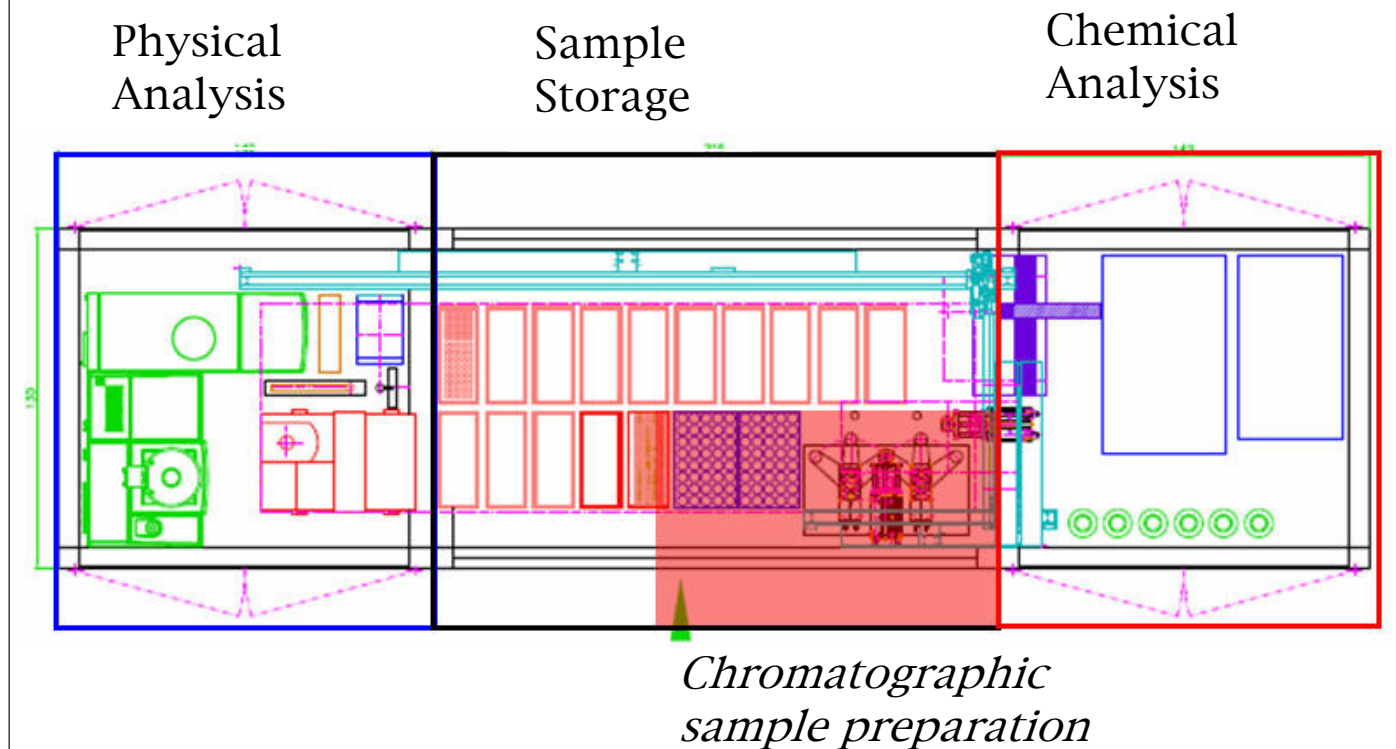 Physical
Analysis
Sample
Storage
Chemical
Analysis
Chromatographic
sample preparation